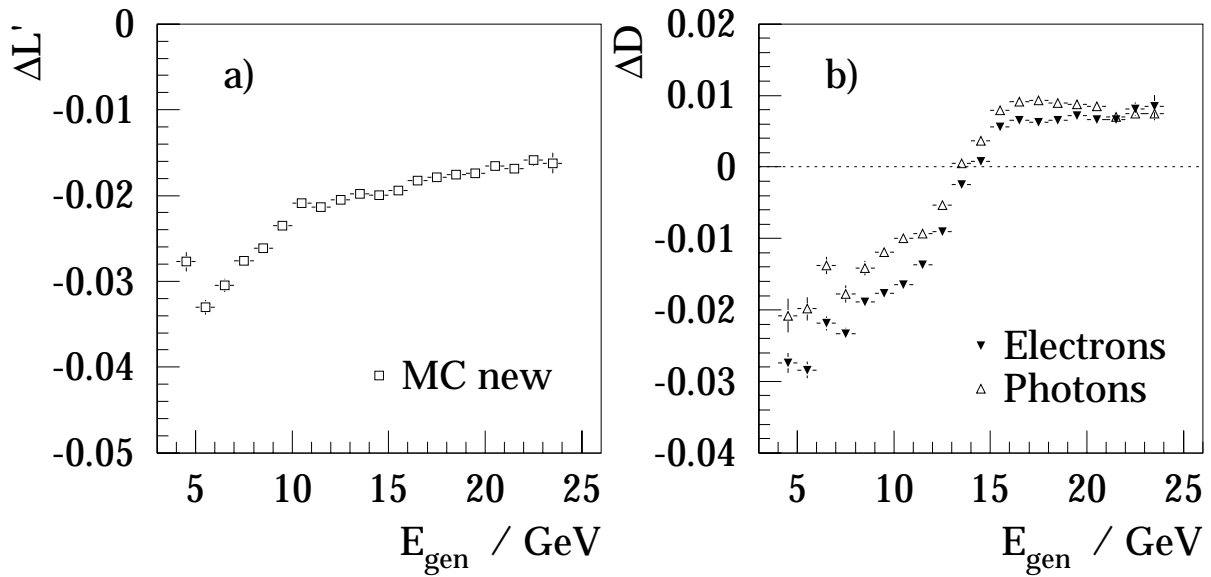 ΔL'
a)
0
-0.01
-0.02
-0.03
-0.04
-0.05
□ MC new
5 10 15 20 25
E_gen / GeV
ΔD
b)
0.02
0.01
0
-0.01
-0.02
-0.03
-0.04
▼ Electrons
△ Photons
5 10 15 20 25
E_gen / GeV